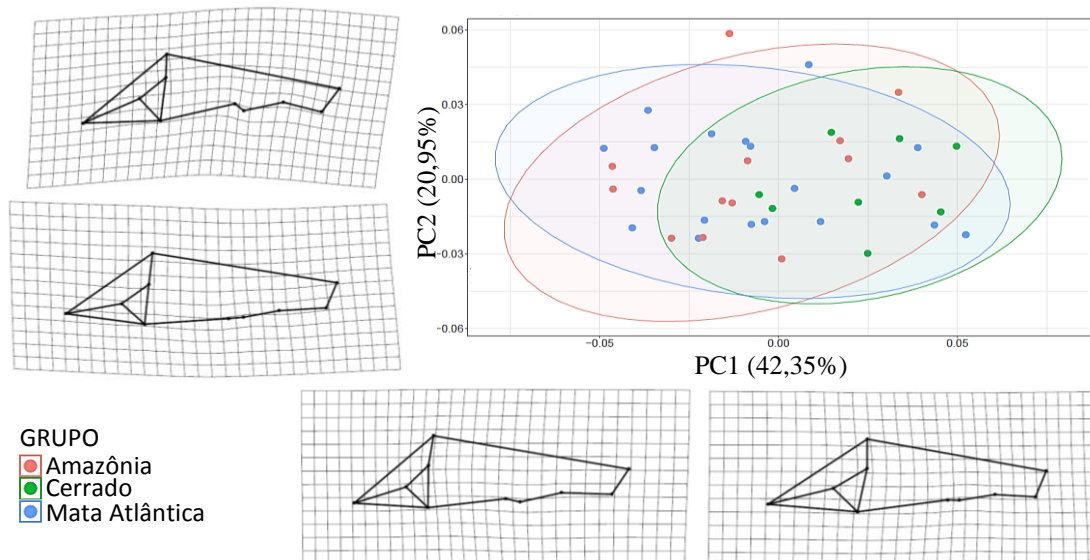 0.06
0.03
0.00
−0.03
−0.06
PC2 (20,95%)
−0.05
0.00
0.05
PC1 (42,35%)
GRUPO
Amazônia
Cerrado
Mata Atlântica